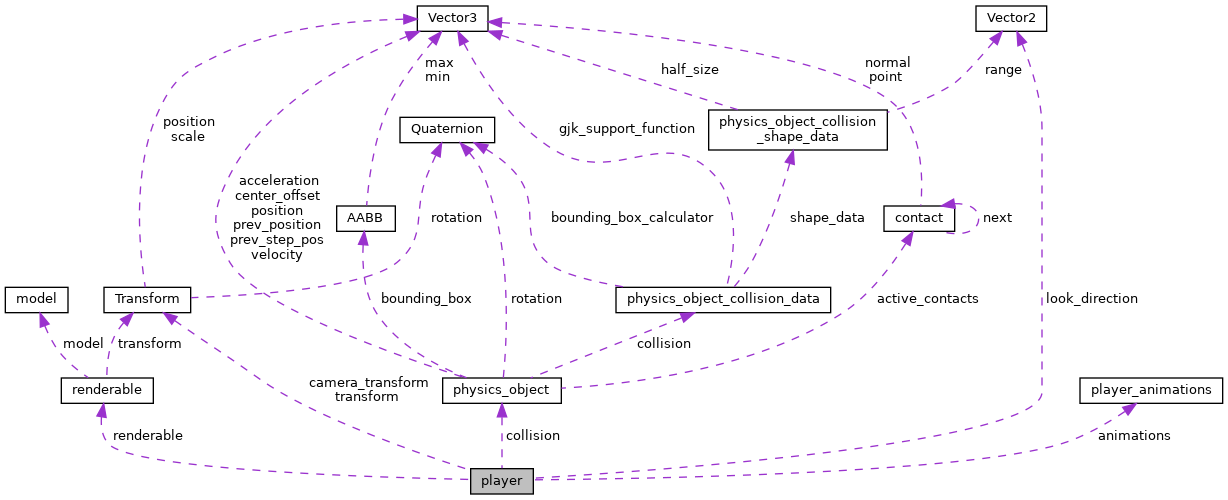 Vector3
Vector2
max
min
half_size
normal
point
range
position
scale
Quaternion
gjk_support_function
physics_object_collision
_shape_data
acceleration
center_offset
position
prev_position
prev_step_pos
velocity
AABB
rotation
bounding_box_calculator
shape_data
contact
next
model
Transform
bounding_box
rotation
physics_object_collision_data
active_contacts
look_direction
model
transform
collision
renderable
camera_transform
transform
physics_object
player_animations
renderable
collision
animations
player